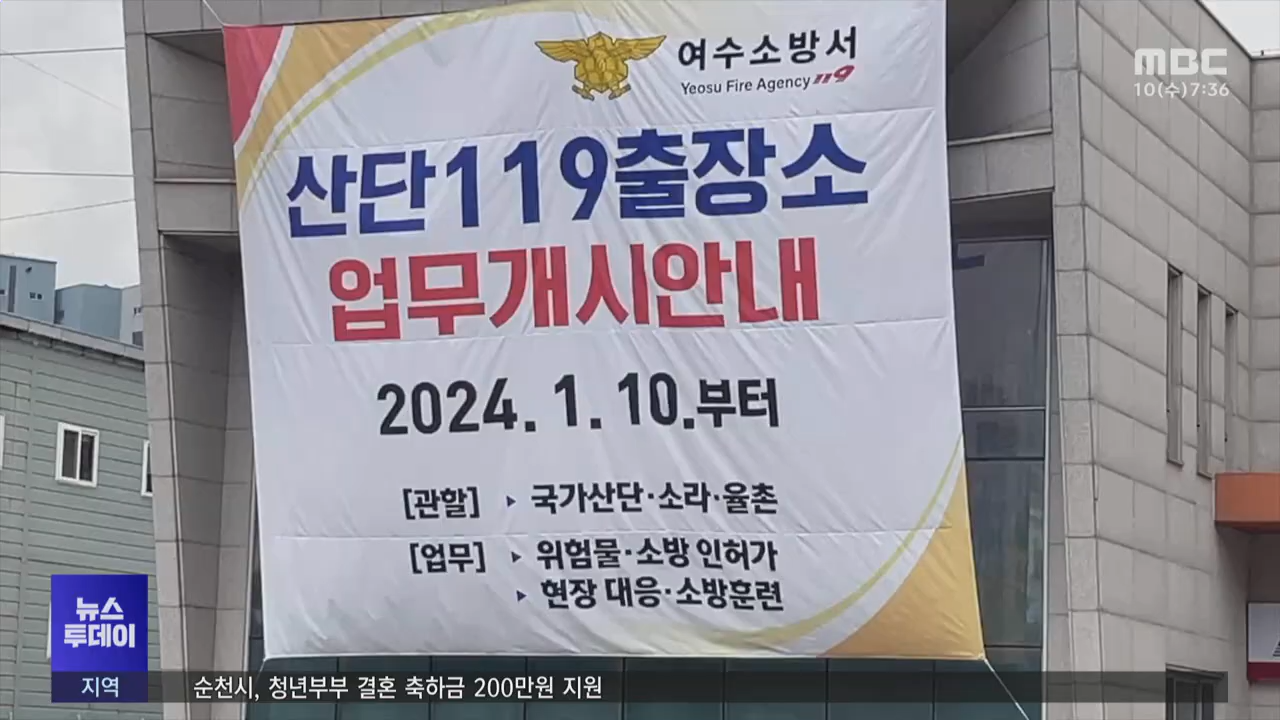 여수소방서
Yeosu Fire Agency 119
MBC
10(수)7:36
산단119출장소
업무개시안내
2024. 1. 10.부터
[관할] ▸ 국가산단·소라·율촌
[업무] ▸ 위험물·소방 인허가
▸ 현장 대응·소방훈련
뉴스
투데이
지역
순천시, 청년부부 결혼 축하금 200만원 지원